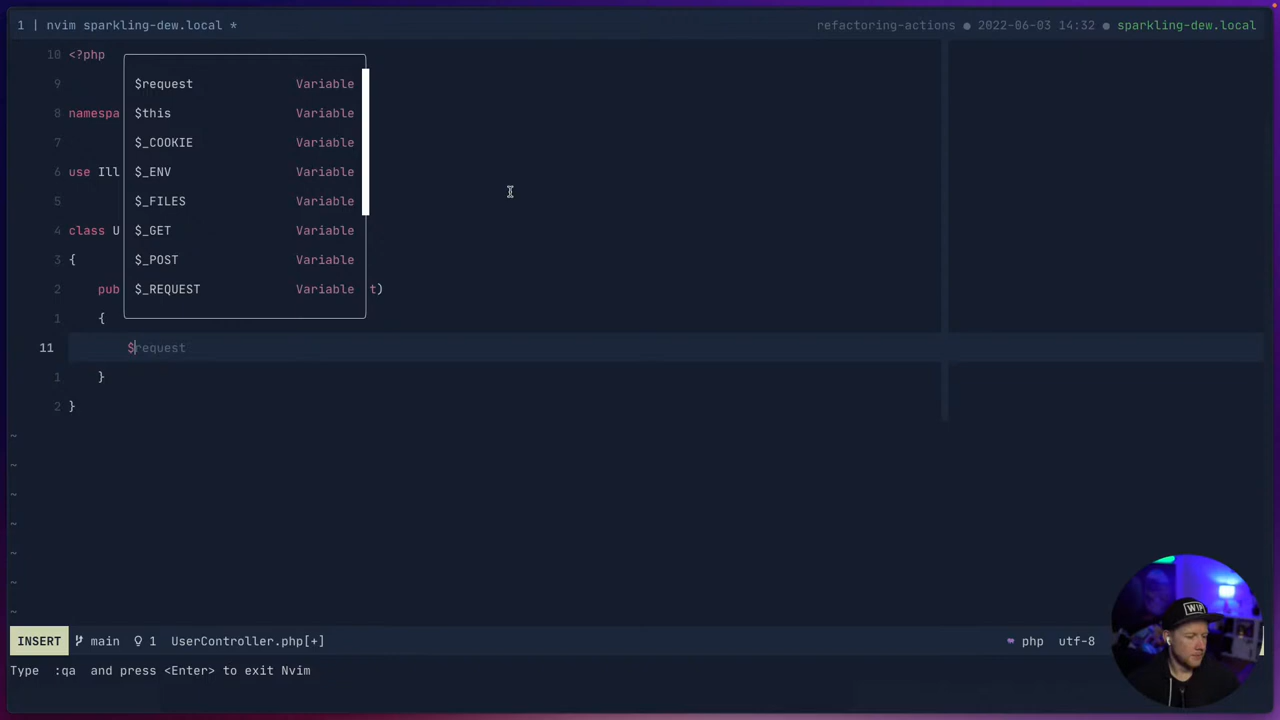 1 | nvim sparkling-dew.local * refactoring-actions ● 2022-06-03 14:32 ● sparkling-dew.local
10 <?php
9 $request Variable
8 namespa $this Variable
7 $_COOKIE Variable
6 use Ill $_ENV Variable
5 $_FILES Variable
4 class U $_GET Variable
3 { $_POST Variable
2 pub $_REQUEST Variable t)
1 {
11 $request
1 }
2 }
~
~
~
~
~
~
~
INSERT main 1 UserController.php[+] php utf-8
Type :qa and press <Enter> to exit Nvim
WIP